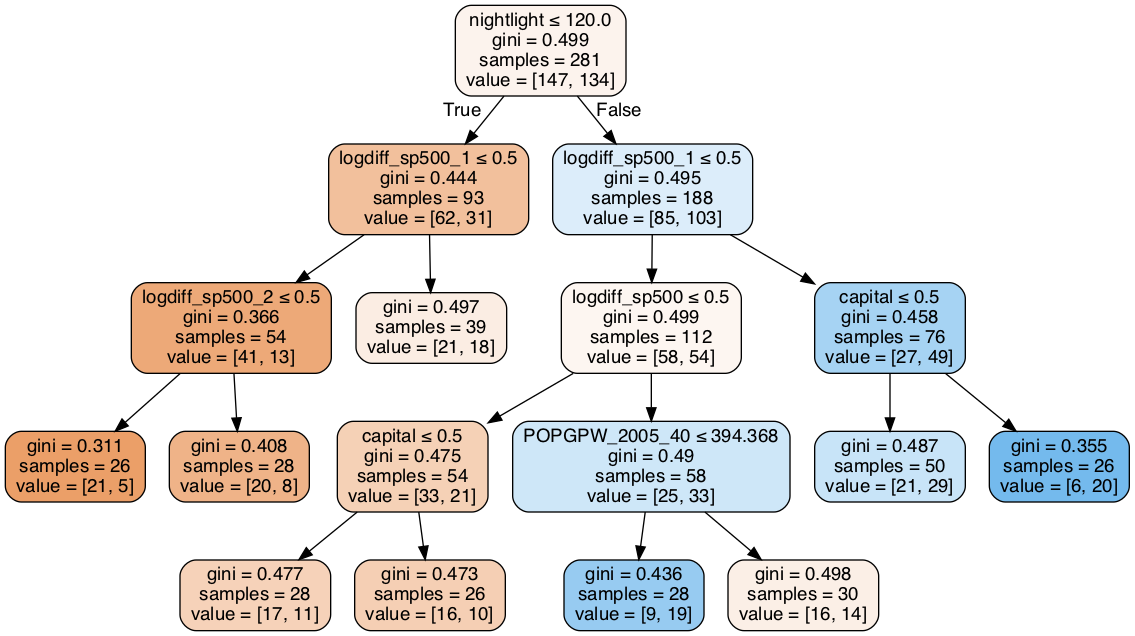 nightlight ≤ 120.0
gini = 0.499
samples = 281
value = [147, 134]
True
False
logdiff_sp500_1 ≤ 0.5
gini = 0.444
samples = 93
value = [62, 31]
logdiff_sp500_1 ≤ 0.5
gini = 0.495
samples = 188
value = [85, 103]
logdiff_sp500_2 ≤ 0.5
gini = 0.366
samples = 54
value = [41, 13]
gini = 0.497
samples = 39
value = [21, 18]
logdiff_sp500 ≤ 0.5
gini = 0.499
samples = 112
value = [58, 54]
capital ≤ 0.5
gini = 0.458
samples = 76
value = [27, 49]
gini = 0.311
samples = 26
value = [21, 5]
gini = 0.408
samples = 28
value = [20, 8]
capital ≤ 0.5
gini = 0.475
samples = 54
value = [33, 21]
POPGPW_2005_40 ≤ 394.368
gini = 0.49
samples = 58
value = [25, 33]
gini = 0.487
samples = 50
value = [21, 29]
gini = 0.355
samples = 26
value = [6, 20]
gini = 0.477
samples = 28
value = [17, 11]
gini = 0.473
samples = 26
value = [16, 10]
gini = 0.436
samples = 28
value = [9, 19]
gini = 0.498
samples = 30
value = [16, 14]